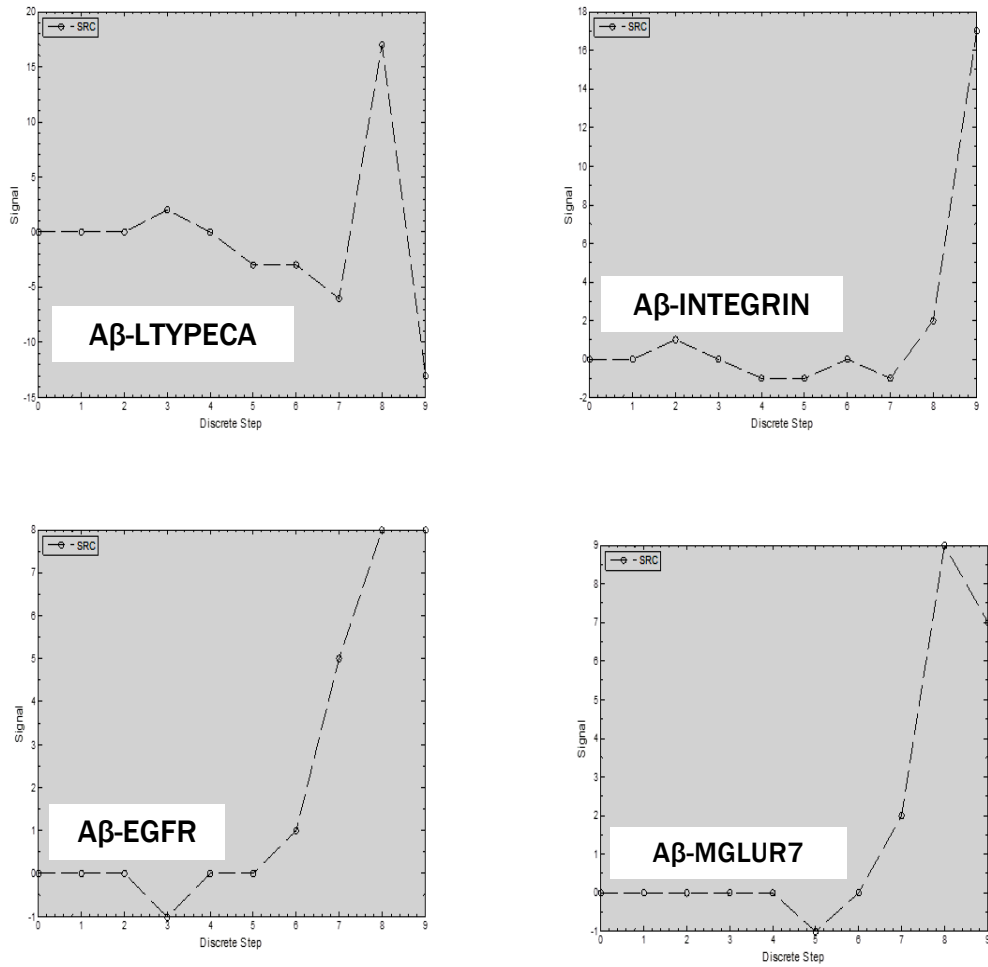 20
15
10
5
0
-5
-10
-15
Signal
- SRC
Aβ-LTYPECA
0 1 2 3 4 5 6 7 8 9
Discrete Step
18
16
14
12
10
8
6
4
2
0
-2
Signal
- SRC
Aβ-INTEGRIN
0 1 2 3 4 5 6 7 8 9
Discrete Step
8
7
6
5
4
3
2
1
0
-1
Signal
- SRC
Aβ-EGFR
0 1 2 3 4 5 6 7 8 9
Discrete Step
9
8
7
6
5
4
3
2
1
0
-1
Signal
- SRC
Aβ-MGLUR7
0 1 2 3 4 5 6 7 8 9
Discrete Step